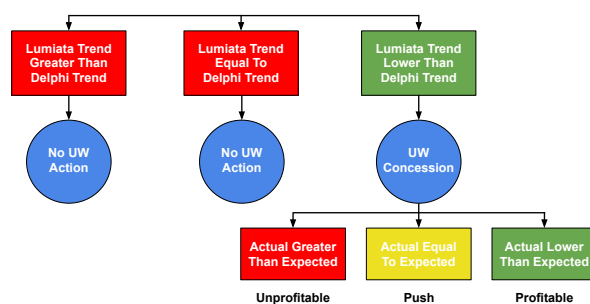 Lumiata Trend
Greater Than
Delphi Trend
Lumiata Trend
Equal To
Delphi Trend
Lumiata Trend
Lower Than
Delphi Trend
No UW
Action
No UW
Action
UW
Concession
Actual Greater
Than Expected
Actual Equal
To Expected
Actual Lower
Than Expected
Unprofitable
Push
Profitable